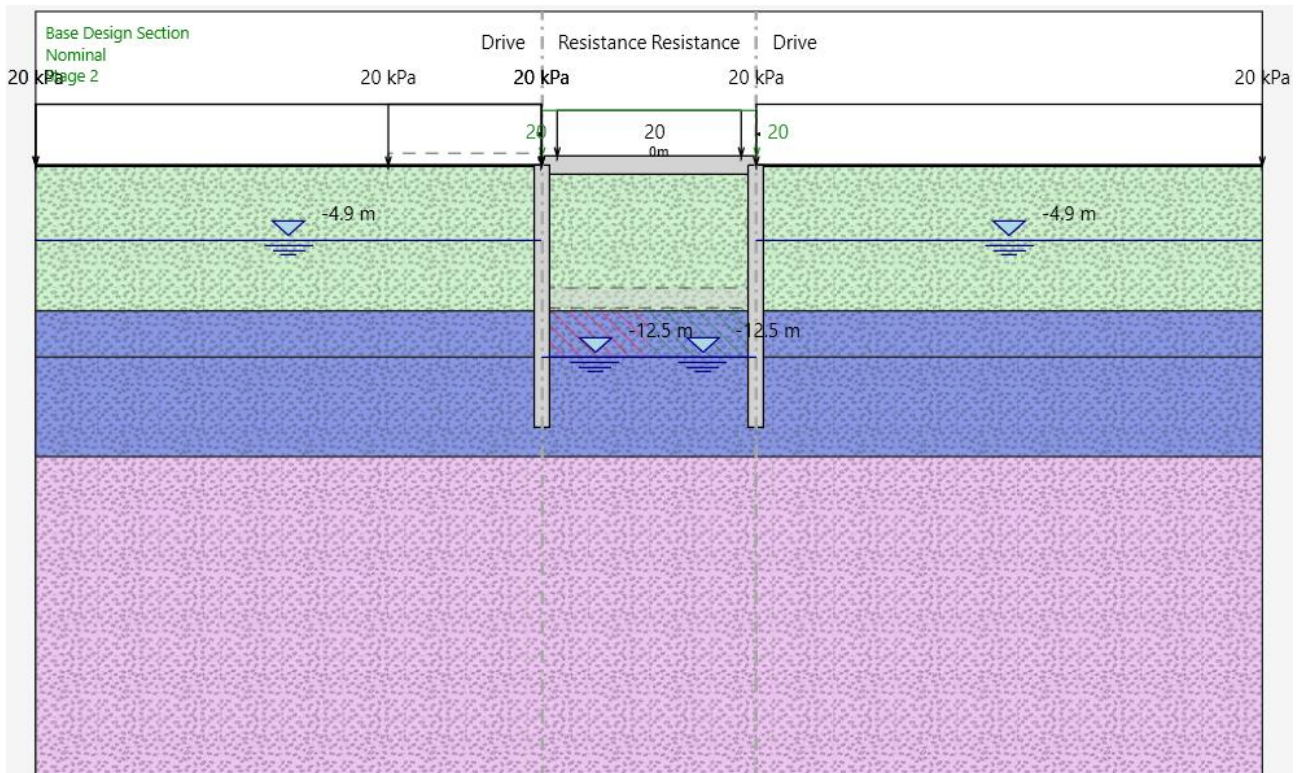 Base Design Section
Nominal
Stage 2
Drive
Resistance Resistance
Drive
20 kPa
20 kPa
20 kPa
20 kPa
20 kPa
20
20
20
0m
-4.9 m
-4.9 m
-12.5 m
-12.5 m